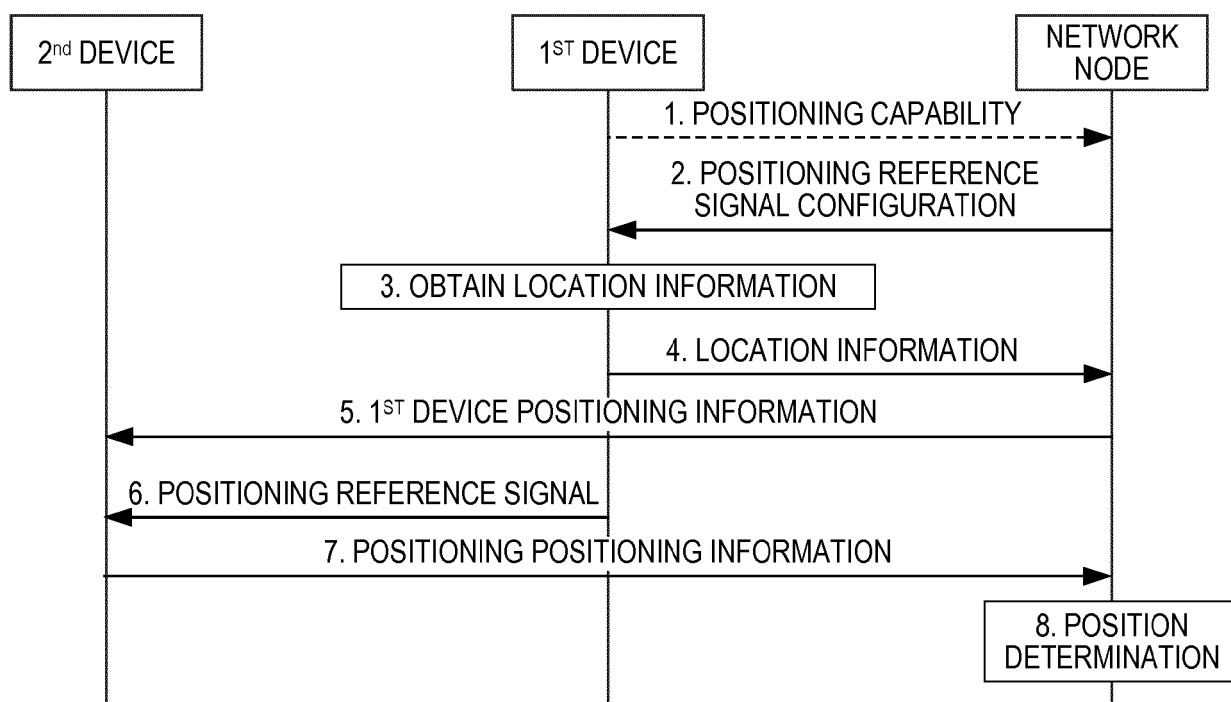 2nd DEVICE
1ST DEVICE
NETWORK
NODE
1. POSITIONING CAPABILITY
2. POSITIONING REFERENCE
SIGNAL CONFIGURATION
3. OBTAIN LOCATION INFORMATION
4. LOCATION INFORMATION
5. 1ST DEVICE POSITIONING INFORMATION
6. POSITIONING REFERENCE SIGNAL
7. POSITIONING POSITIONING INFORMATION
8. POSITION
DETERMINATION